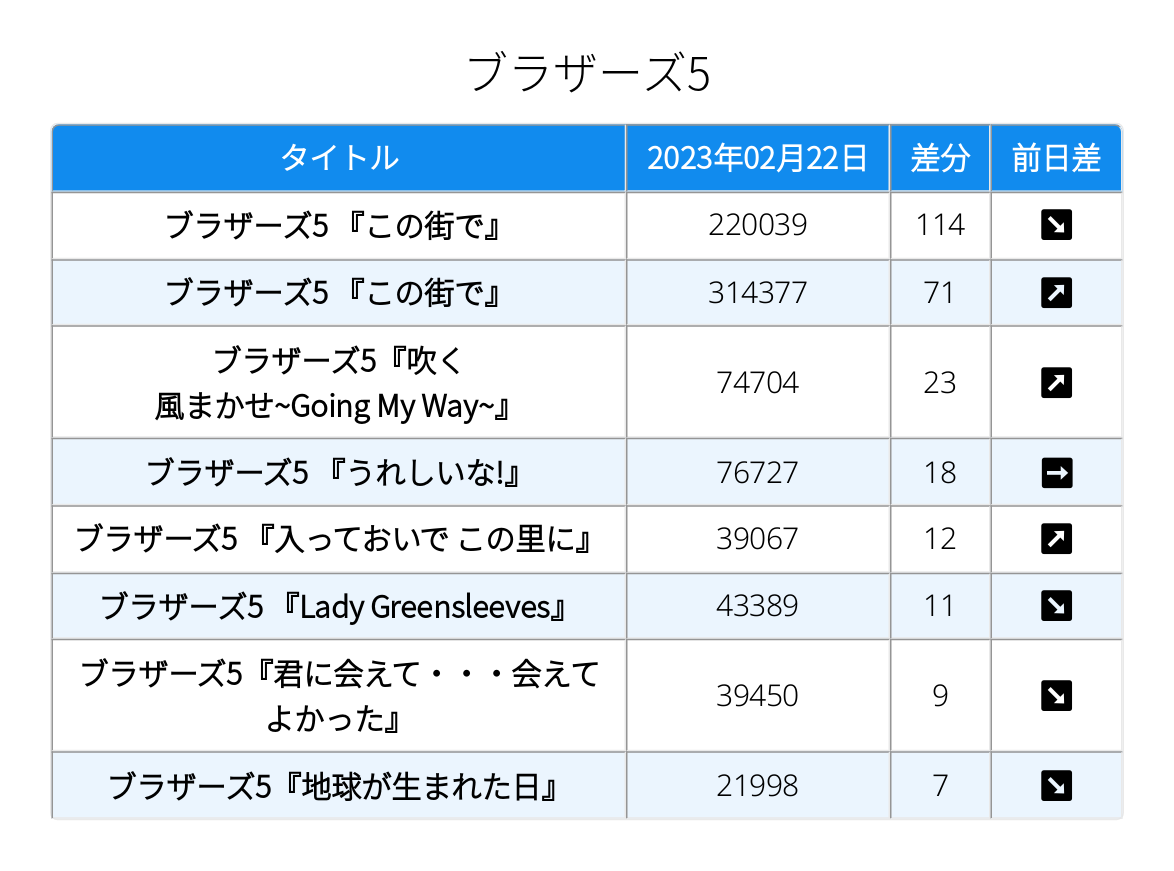 ブラザーズ5
タイトル 2023年02月22日 差分 前日差
ブラザーズ5 『この街で』 220039 114 ↘
ブラザーズ5 『この街で』 314377 71 ↗
ブラザーズ5『吹く
風まかせ~Going My Way~』 74704 23 ↗
ブラザーズ5 『うれしいな!』 76727 18 →
ブラザーズ5 『入っておいで この里に』 39067 12 ↗
ブラザーズ5 『Lady Greensleeves』 43389 11 ↘
ブラザーズ5『君に会えて・・・会えて
よかった』 39450 9 ↘
ブラザーズ5『地球が生まれた日』 21998 7 ↘